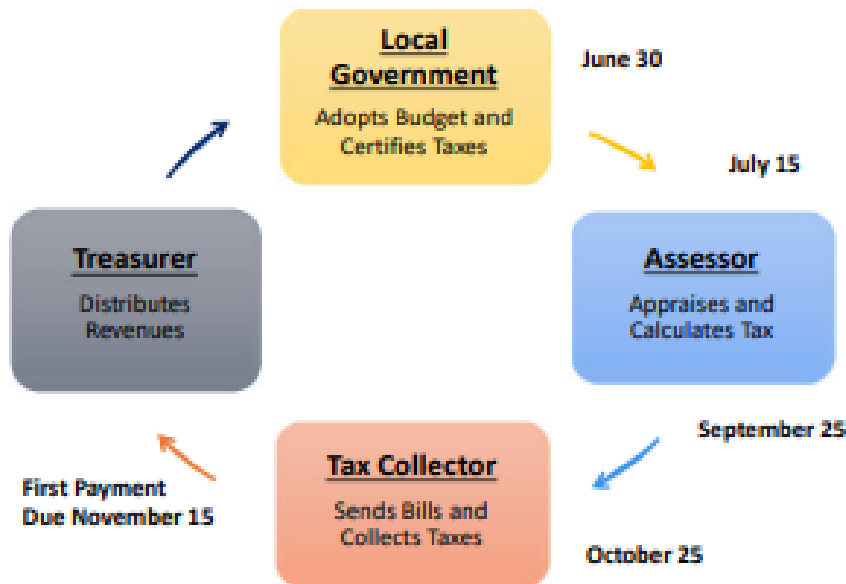 Local
Government
Adopts Budget and
Certifies Taxes
June 30
July 15
Assessor
Appraises and
Calculates Tax
September 25
October 25
Tax Collector
Sends Bills and
Collects Taxes
First Payment
Due November 15
Treasurer
Distributes
Revenues